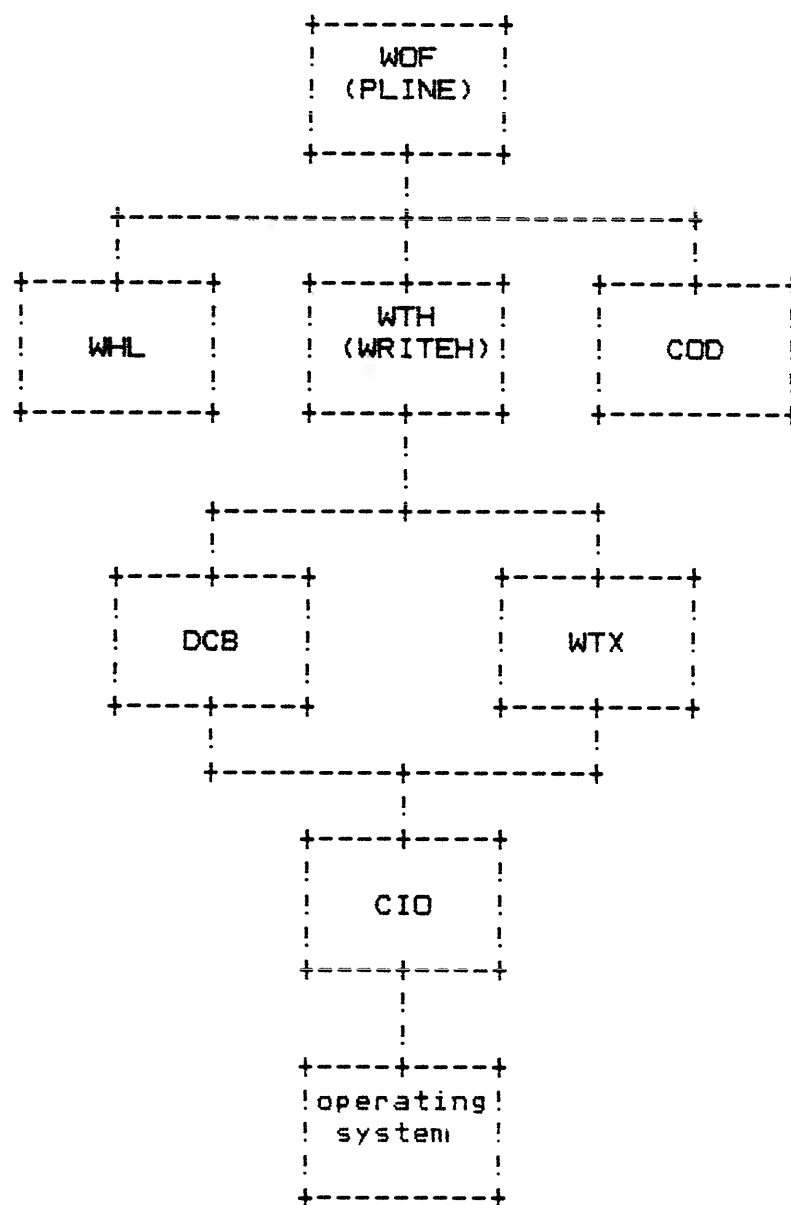 WOF
(PLINE)
WHL
WTH
(WRITEH)
COD
DCB
WTX
CIO
operating
system